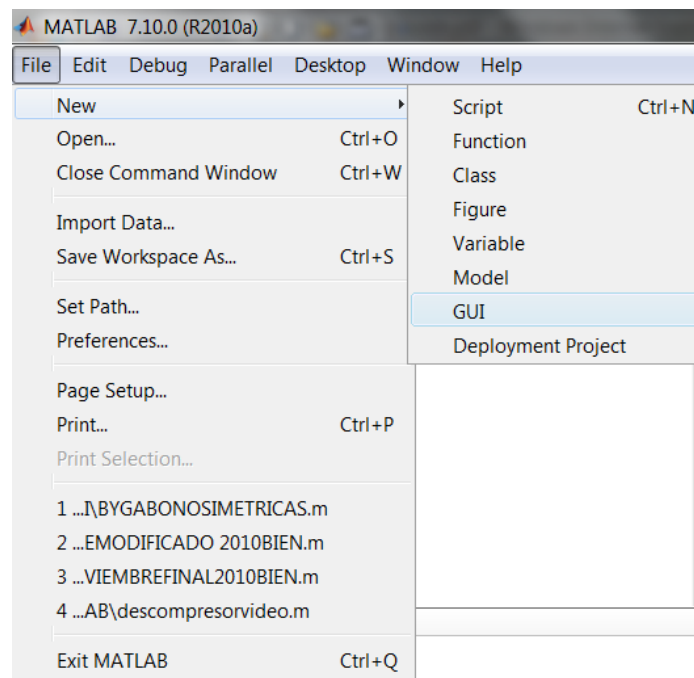 MATLAB 7.10.0 (R2010a)
File Edit Debug Parallel Desktop Window Help
New
Open... Ctrl+O
Close Command Window Ctrl+W
Import Data...
Save Workspace As... Ctrl+S
Set Path...
Preferences...
Page Setup...
Print... Ctrl+P
Print Selection...
1 ...I\BYGABONOSIMETRICAS.m
2 ...EMODIFICADO 2010BIEN.m
3 ...VIEMBREFINAL2010BIEN.m
4 ...AB\descompresorvideo.m
Exit MATLAB Ctrl+Q
Script Ctrl+N
Function
Class
Figure
Variable
Model
GUI
Deployment Project